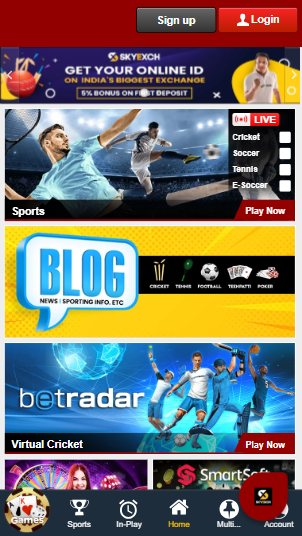 Sign up
Login
SKYEXCH
GET YOUR ONLINE ID
ON INDIA'S BIGGEST EXCHANGE
5% BONUS ON FIRST DEPOSIT
LIVE
Cricket
Soccer
Tennis
E-Soccer
Sports
Play Now
BLOG
NEWS | SPORTING INFO. ETC
CRICKET
TENNIS
FOOTBALL
TEENPATTI
POKER
betradar
Virtual Cricket
Play Now
SmartSoft
SKYEXCH
Games
Sports
In-Play
Home
Multi...
Account